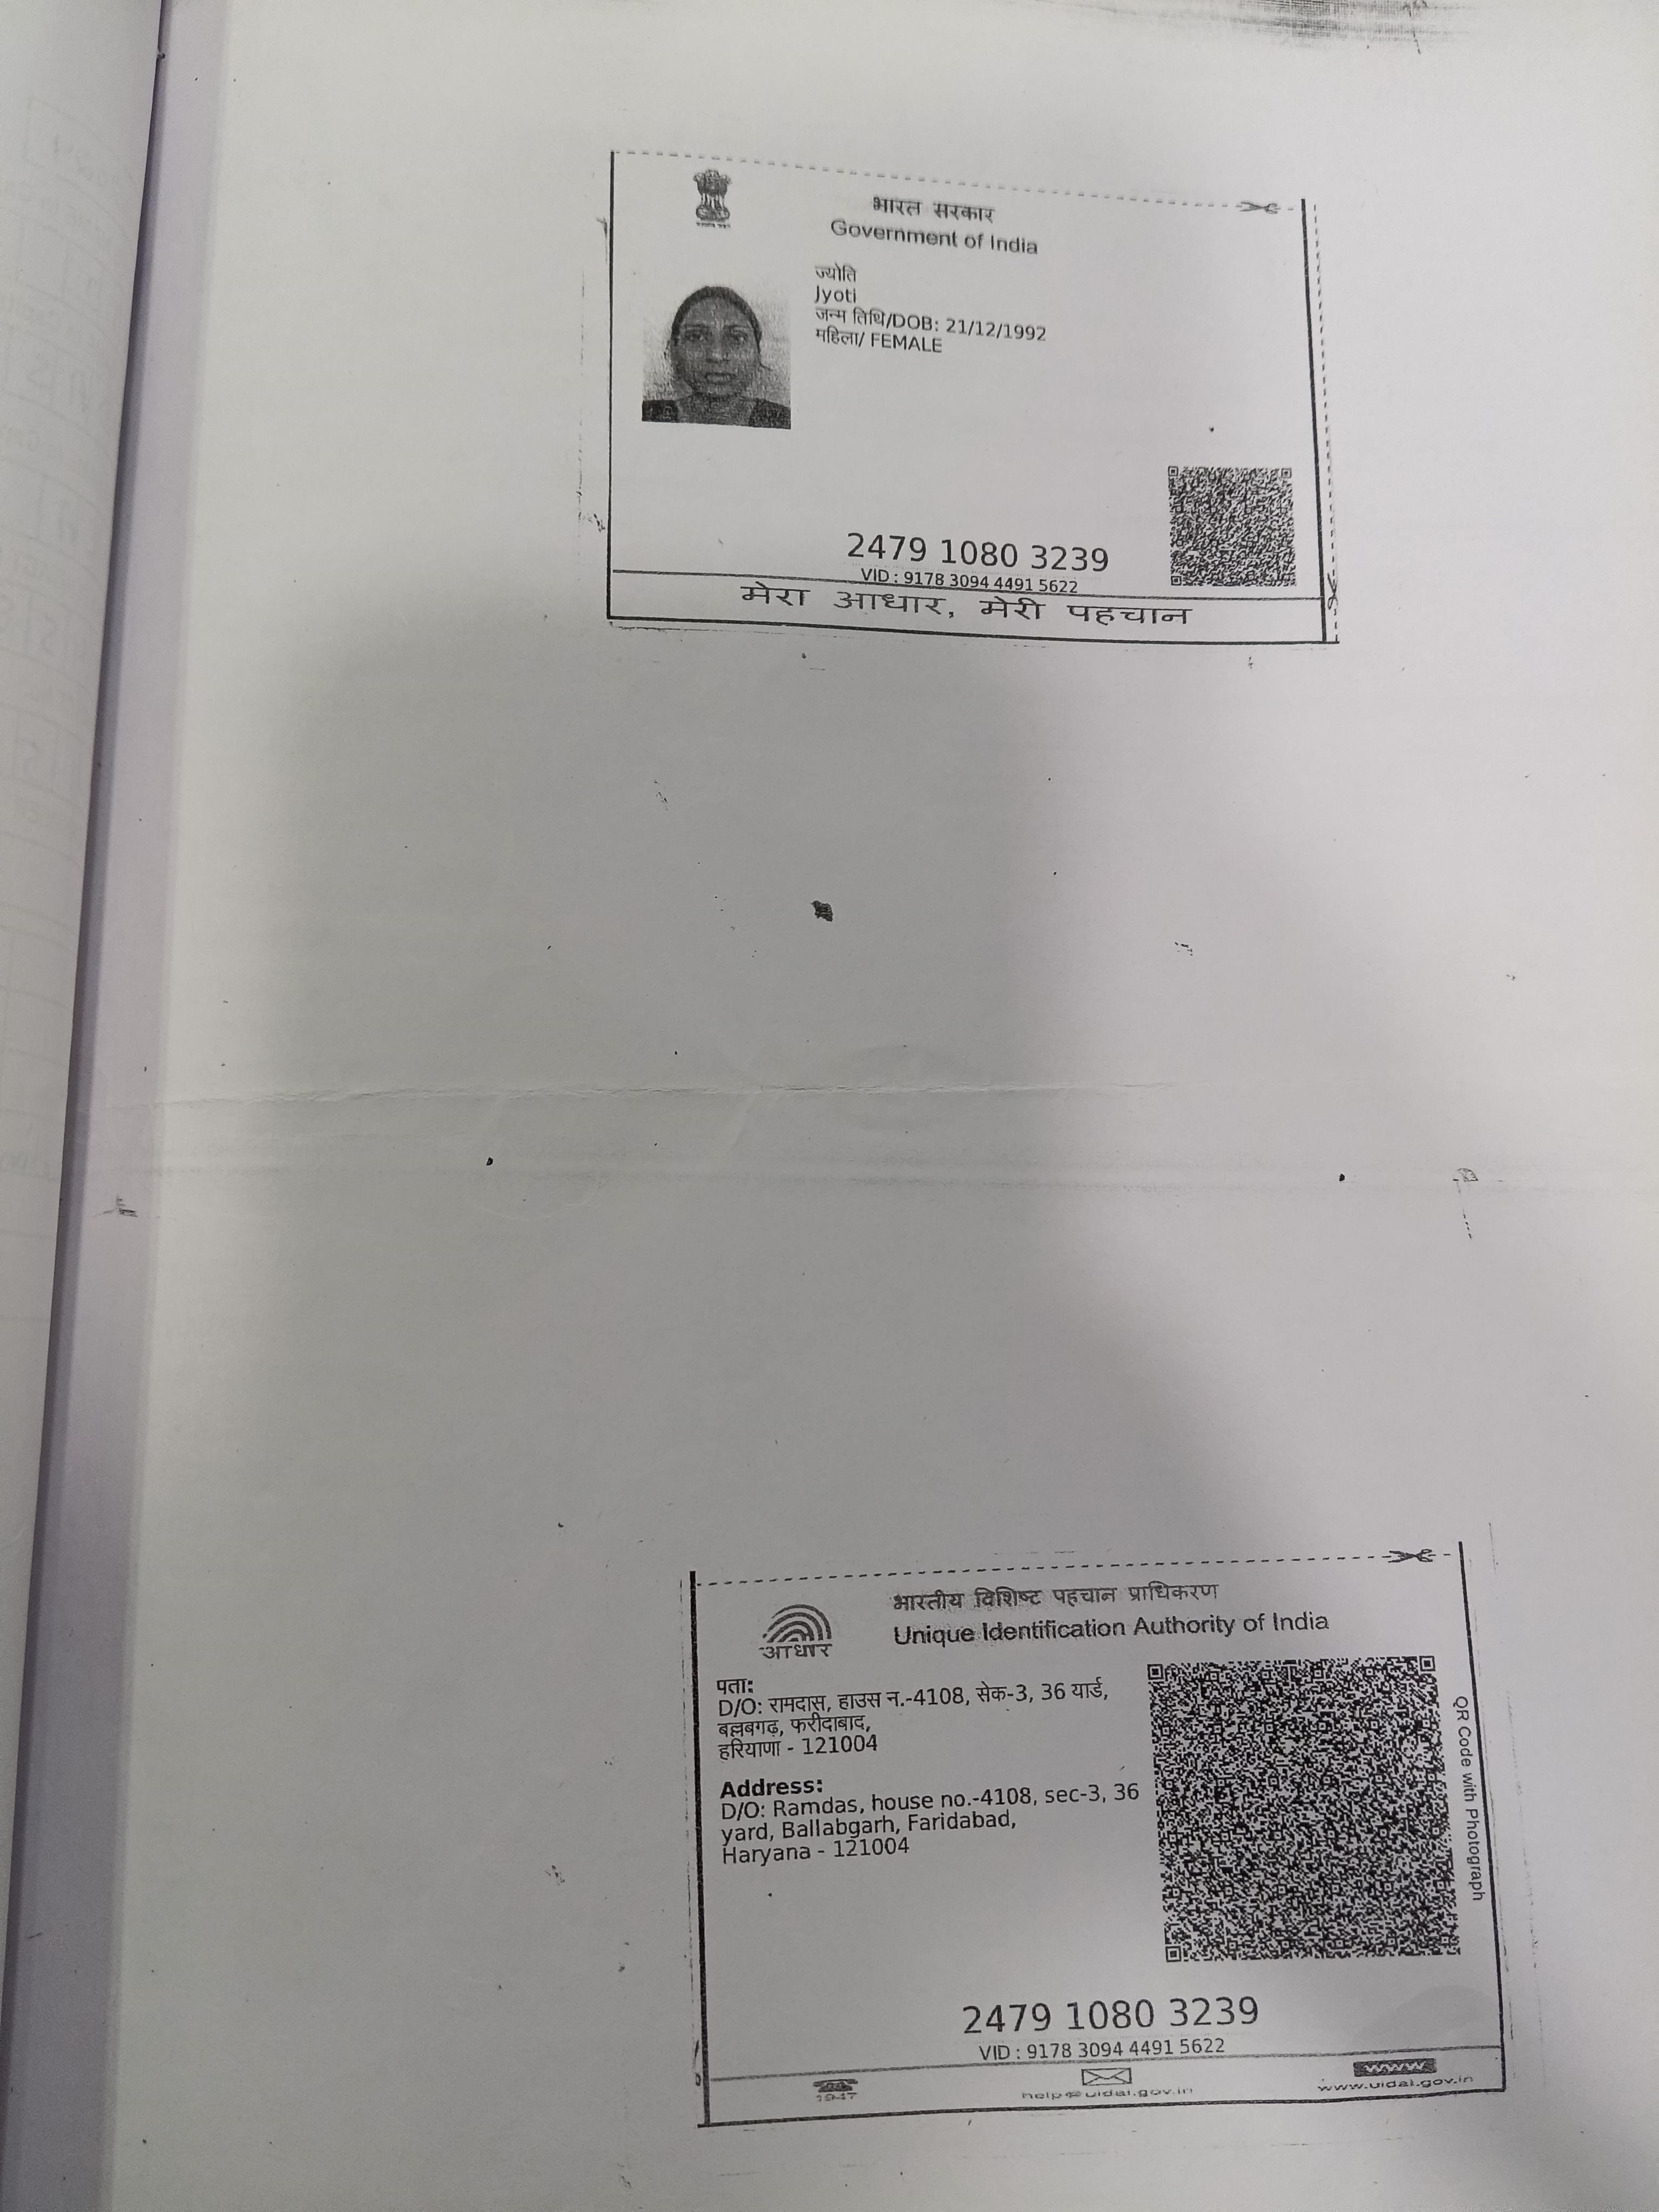 भारत सरकार
Government of India
ज्योति
Jyoti
जन्म तिथि/DOB: 21/12/1992
महिला/ FEMALE
2479 1080 3239
VID : 9178 3094 4491 5622
मेरा आधार, मेरी पहचान
भारतीय विशिष्ट पहचान प्राधिकरण
Unique Identification Authority of India
आधार
पता:
D/O: रामदास, हाउस न.-4108, सेक-3, 36 यार्ड,
बल्लबगढ़, फरीदाबाद,
हरियाणा - 121004
Address:
D/O: Ramdas, house no.-4108, sec-3, 36
yard, Ballabgarh, Faridabad,
Haryana - 121004
QR Code with Photograph
2479 1080 3239
VID : 9178 3094 4491 5622
1947
help@uidai.gov.in
www
www.uidai.gov.in